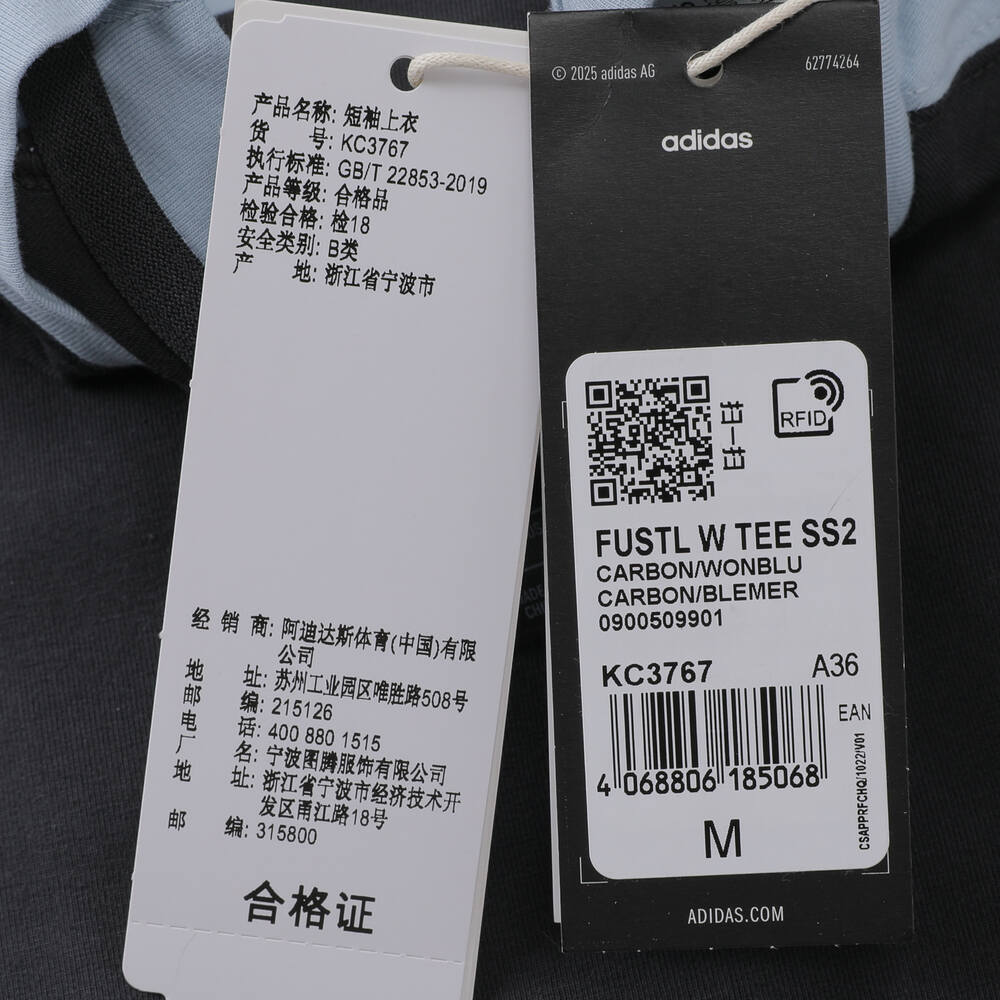 产品名称: 短袖上衣
货 号: KC3767
执行标准: GB/T 22853-2019
产品等级: 合格品
检验合格: 检18
安全类别: B类
产 地: 浙江省宁波市
经 销 商: 阿迪达斯体育(中国)有限
公司
地 址: 苏州工业园区唯胜路508号
邮 编: 215126
电 话: 400 880 1515
厂 名: 宁波图腾服饰有限公司
地 址: 浙江省宁波市经济技术开
发区甬江路18号
邮 编: 315800
合格证
© 2025 adidas AG
62774264
adidas
扫一扫
RFID
FUSTL W TEE SS2
CARBON/WONBLU
CARBON/BLEMER
0900509901
KC3767 A36
EAN
4 068806 185068
CSAPPRFCHQ/1022/V01
M
ADIDAS.COM